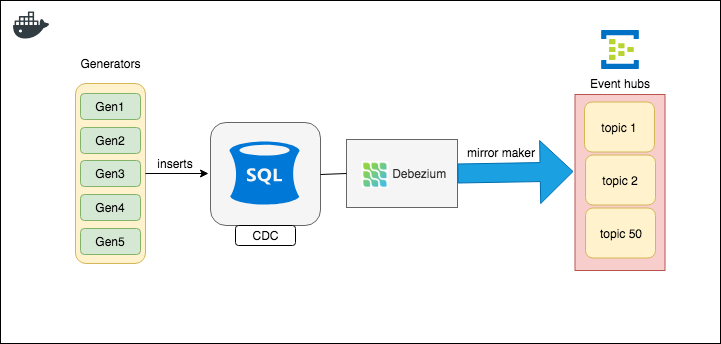 Generators
Gen1
Gen2
Gen3
Gen4
Gen5
inserts
SQL
CDC
Debezium
mirror maker
Event hubs
topic 1
topic 2
topic 50